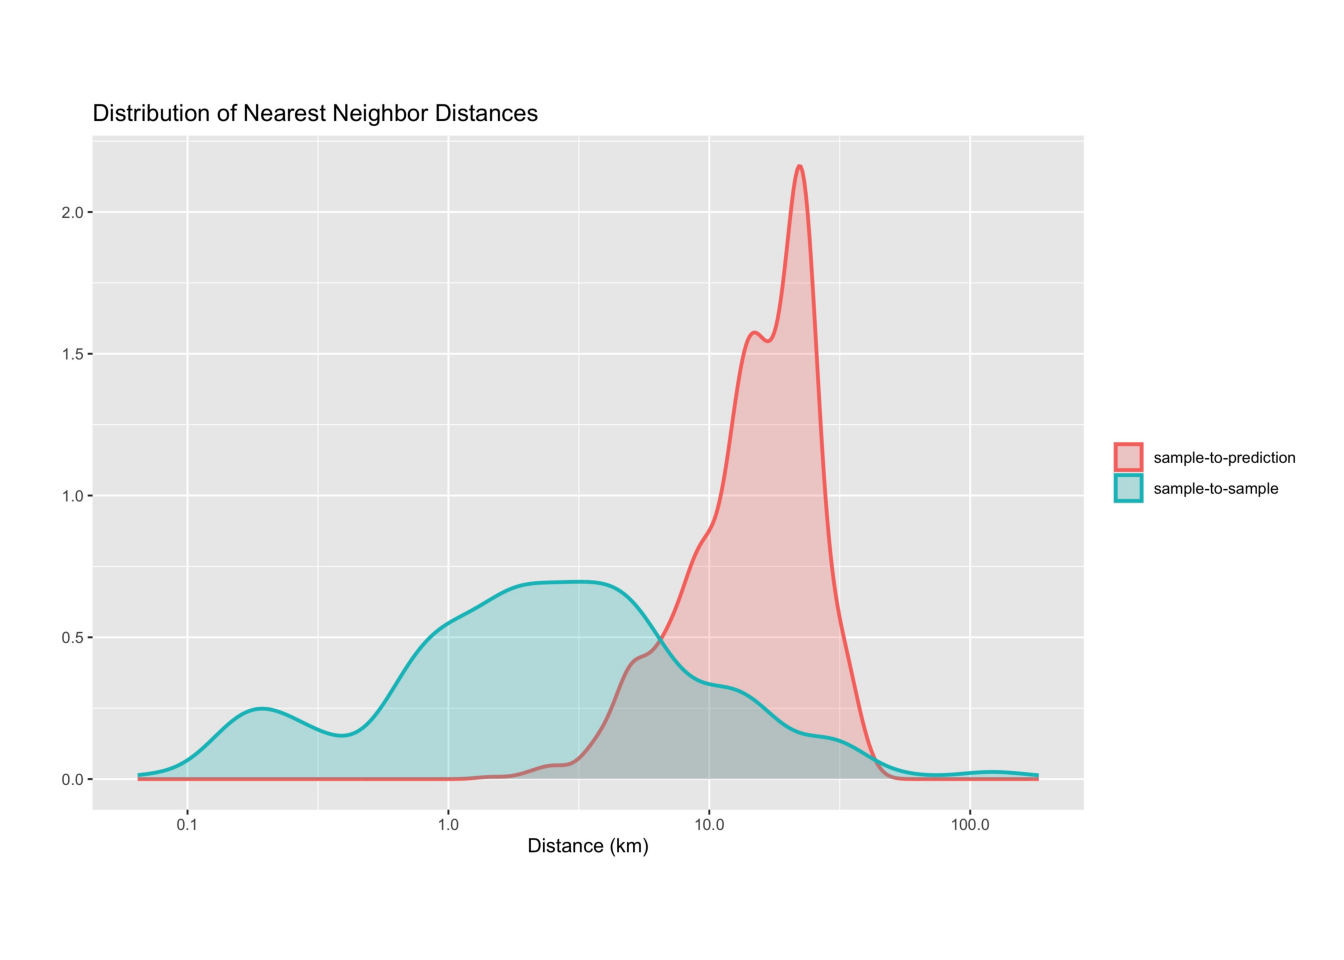 Distribution of Nearest Neighbor Distances
2.0
1.5
1.0
0.5
0.0
0.1 1.0 10.0 100.0
Distance (km)
sample-to-prediction
sample-to-sample